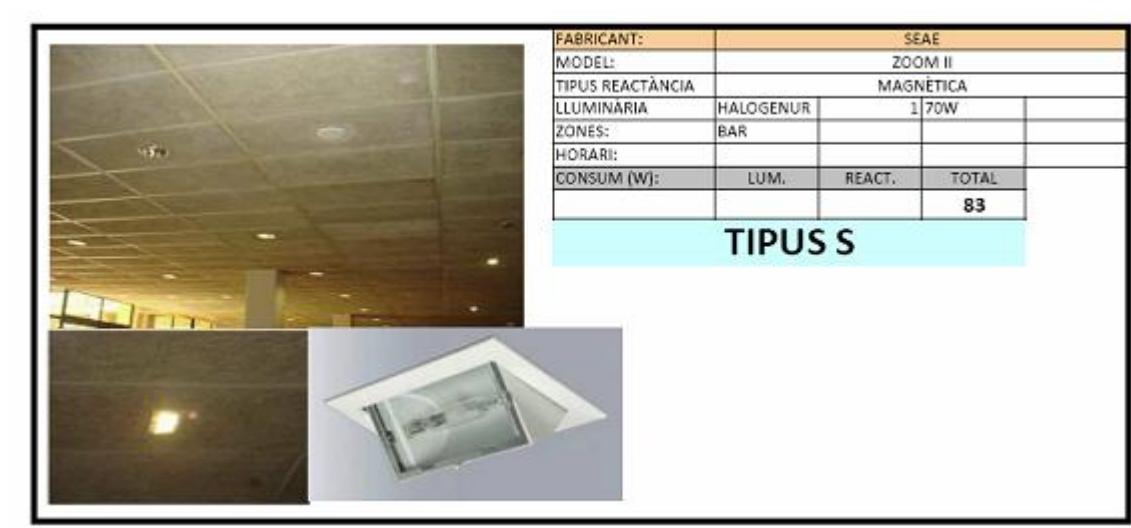 FABRICANT: SEAE
MODEL: ZOOM II
TIPUS REACTÀNCIA MAGNÈTICA
LLUMINÀRIA HALOGENUR 1 70W
ZONES: BAR
HORARI:
CONSUM (W): LUM. REACT. TOTAL
83
TIPUS S